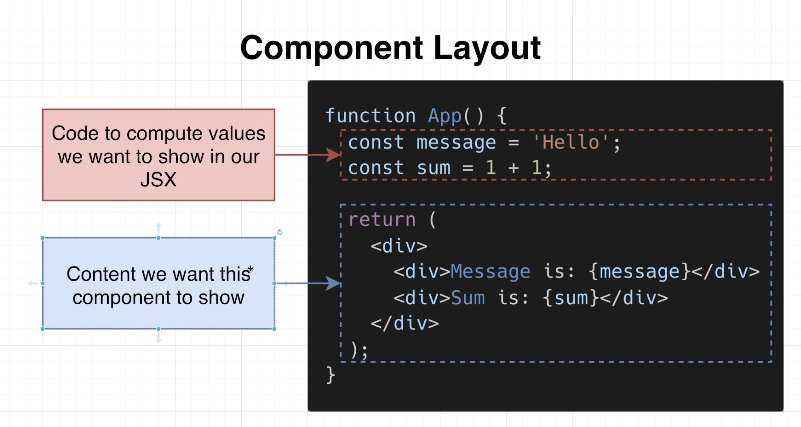 Component Layout
Code to compute values
we want to show in our
JSX
Content we want this
component to show
function App() {
const message = 'Hello';
const sum = 1 + 1;
return (
<div>
<div>Message is: {message}</div>
<div>Sum is: {sum}</div>
</div>
);
}